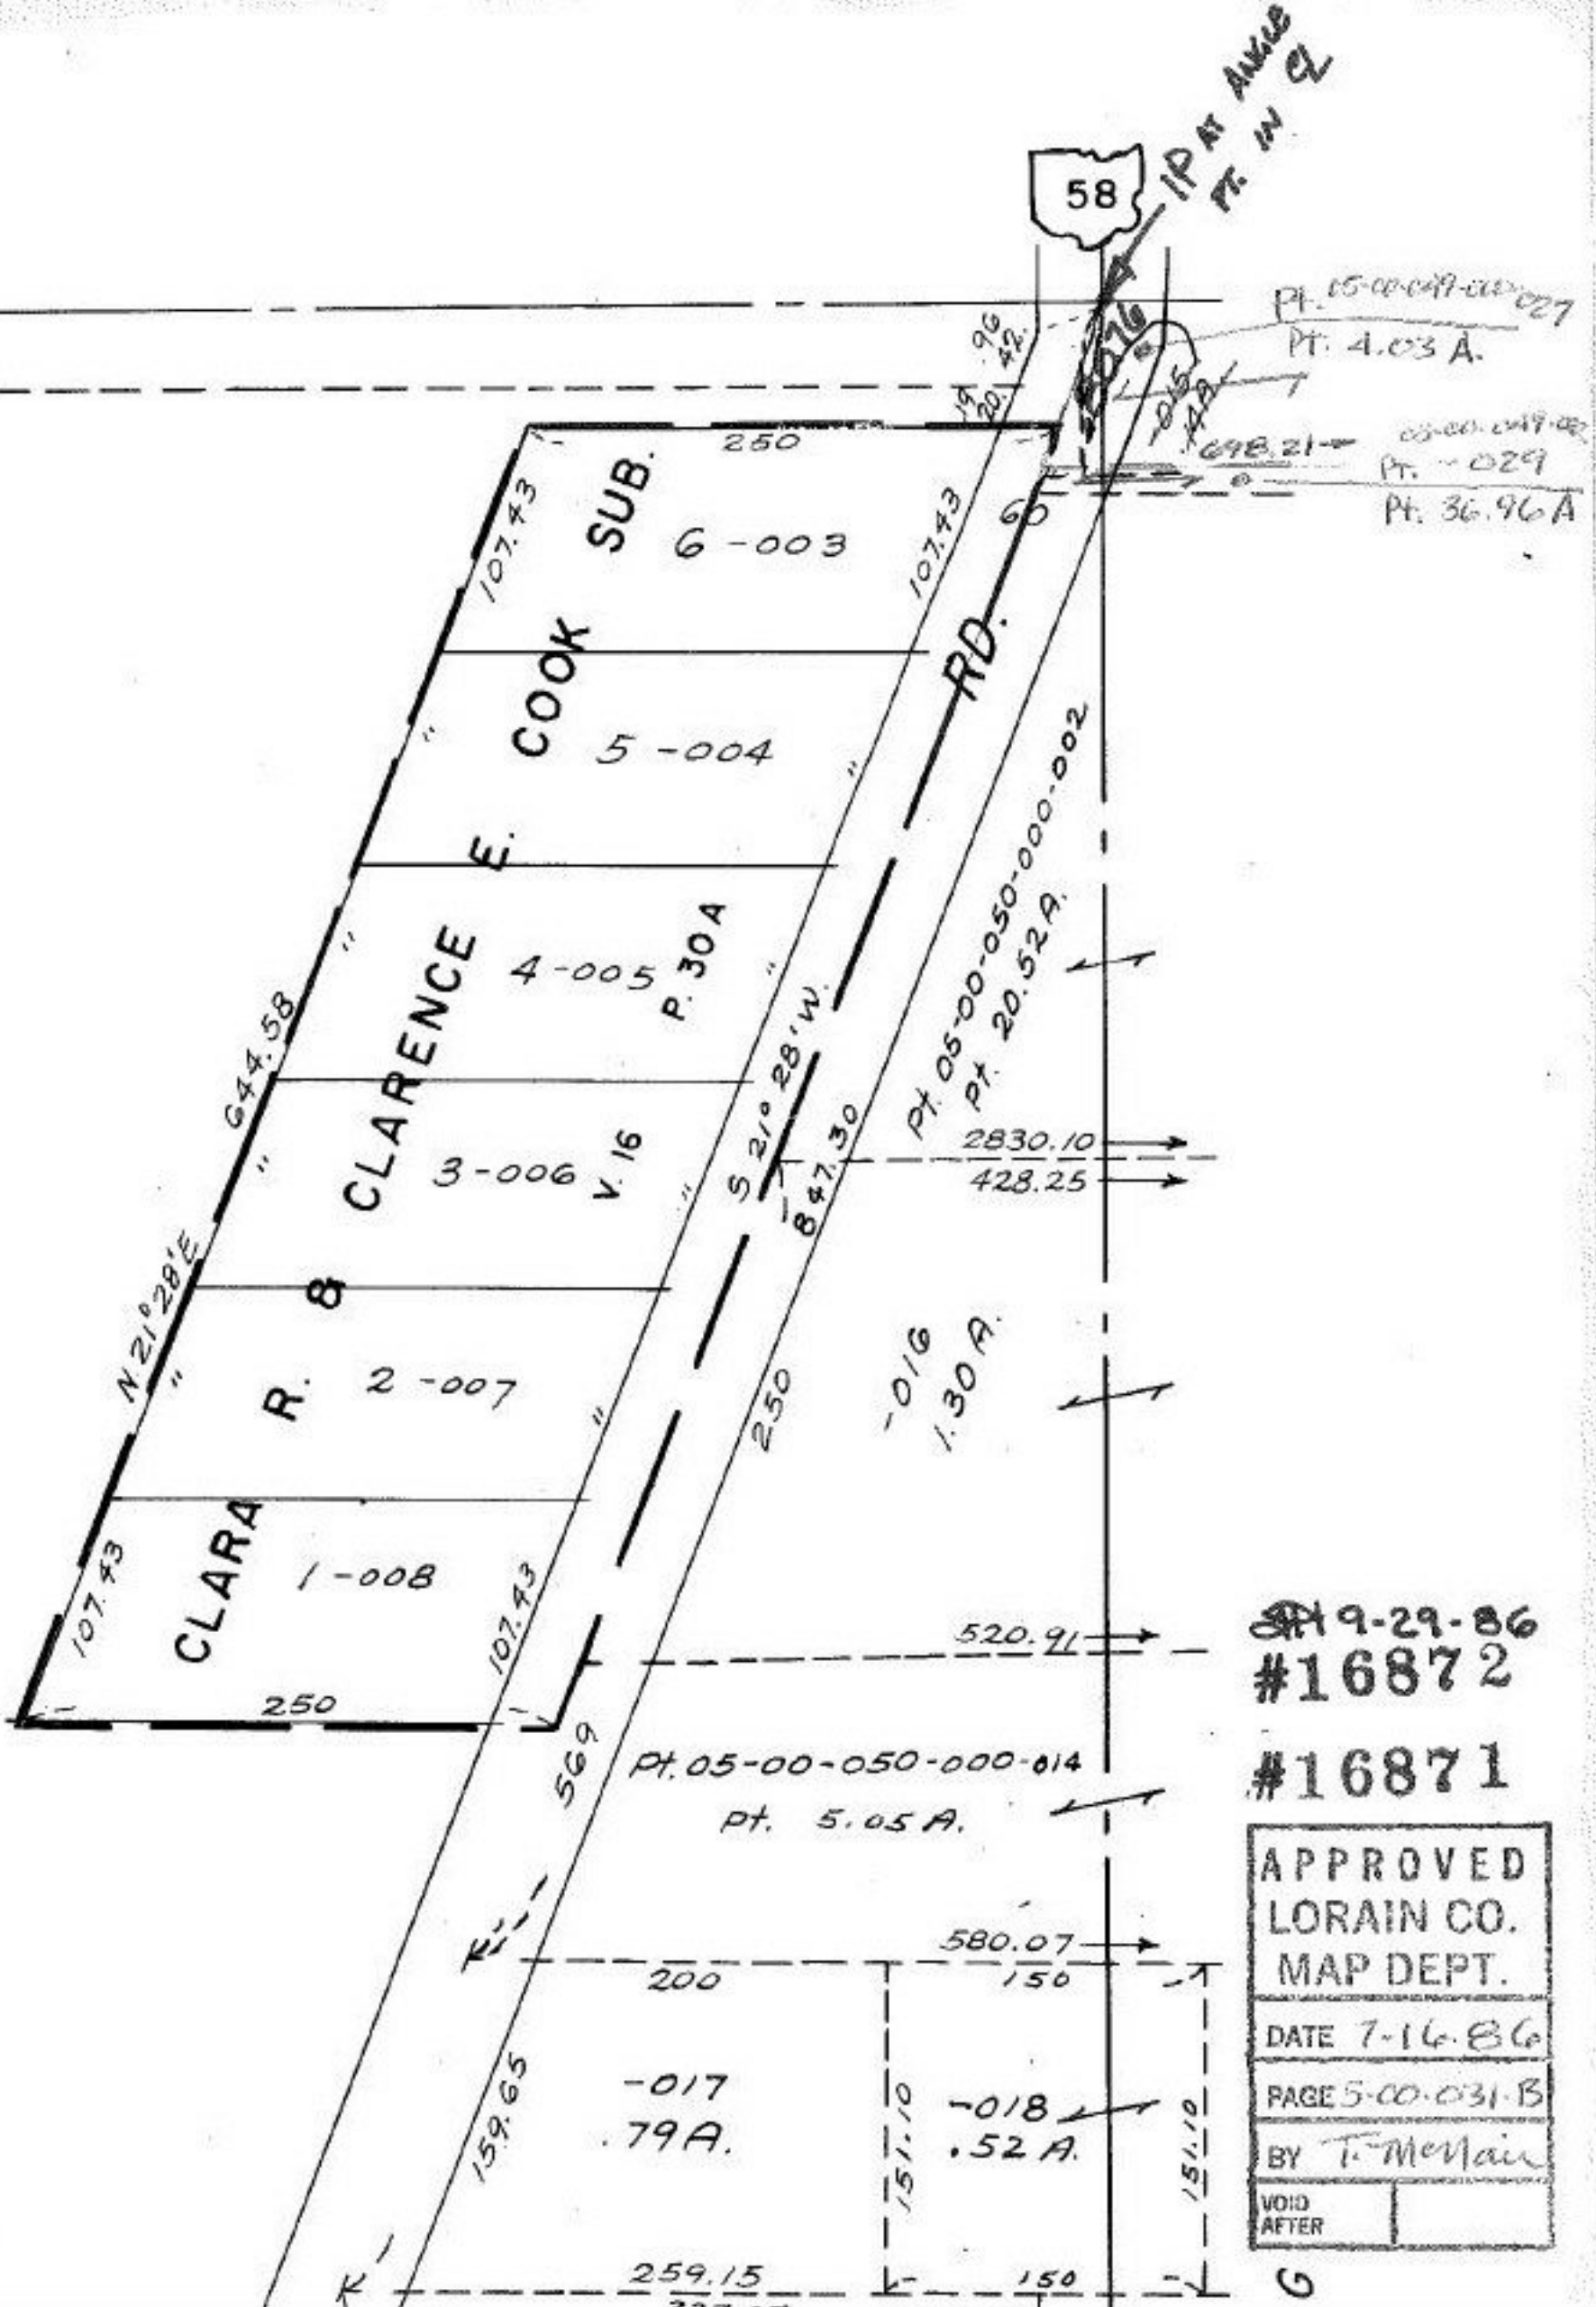 IP AT ANGLE
PT. IN CL
58
Pt. 05-00-049-000-027
Pt. 4.03 A.
96
42
19
20
-015
250
698.21
Pt. -029
Pt. 36.96 A
60
107.43
107.43
SUB.
6-003
RD.
COOK
5-004
"
"
E.
Pt. 05-00-050-000-002
Pt. 20.52 A.
CLARENCE
4-005
P. 30A
"
"
644.58
S 21° 28' W.
847.30
2830.10
428.25
3-006
V. 16
"
"
&
N 21° 28' E
R.
2-007
"
"
250
-016
1.30 A.
CLARA
1-008
107.43
107.43
250
520.91
9-29-86
#16872
#16871
569
Pt. 05-00-050-000-014
pt. 5.05 A.
580.07
200
150
159.65
-017
.79 A.
151.10
-018
.52 A.
151.10
259.15
150
APPROVED
LORAIN CO.
MAP DEPT.
DATE 7-16-86
PAGE 5-00-031-B
BY T. McNair
VOID
AFTER
G